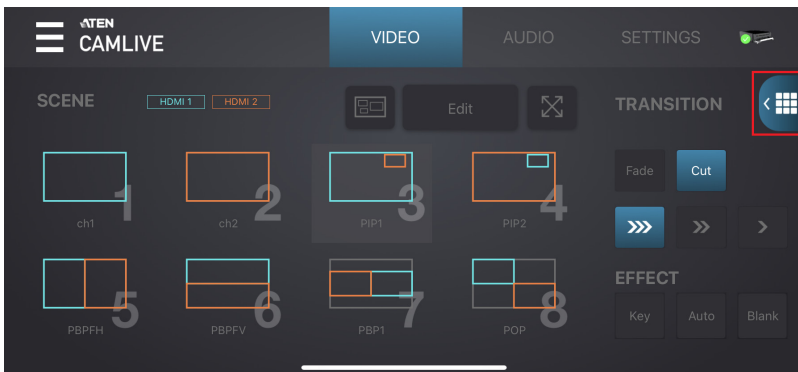 ATEN
CAMLIVE
VIDEO
AUDIO
SETTINGS
SCENE
HDMI 1
HDMI 2
Edit
TRANSITION
1
ch1
2
ch2
3
PIP1
4
PIP2
Fade
Cut
5
PBPFH
6
PBPFV
7
PBP1
8
POP
EFFECT
Key
Auto
Blank